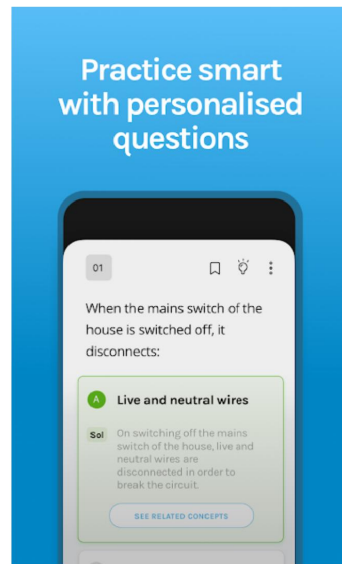 Practice smart
with personalised
questions
01
When the mains switch of the
house is switched off, it
disconnects:
A Live and neutral wires
Sol On switching off the mains
switch of the house, live and
neutral wires are
disconnected in order to
break the circuit.
SEE RELATED CONCEPTS